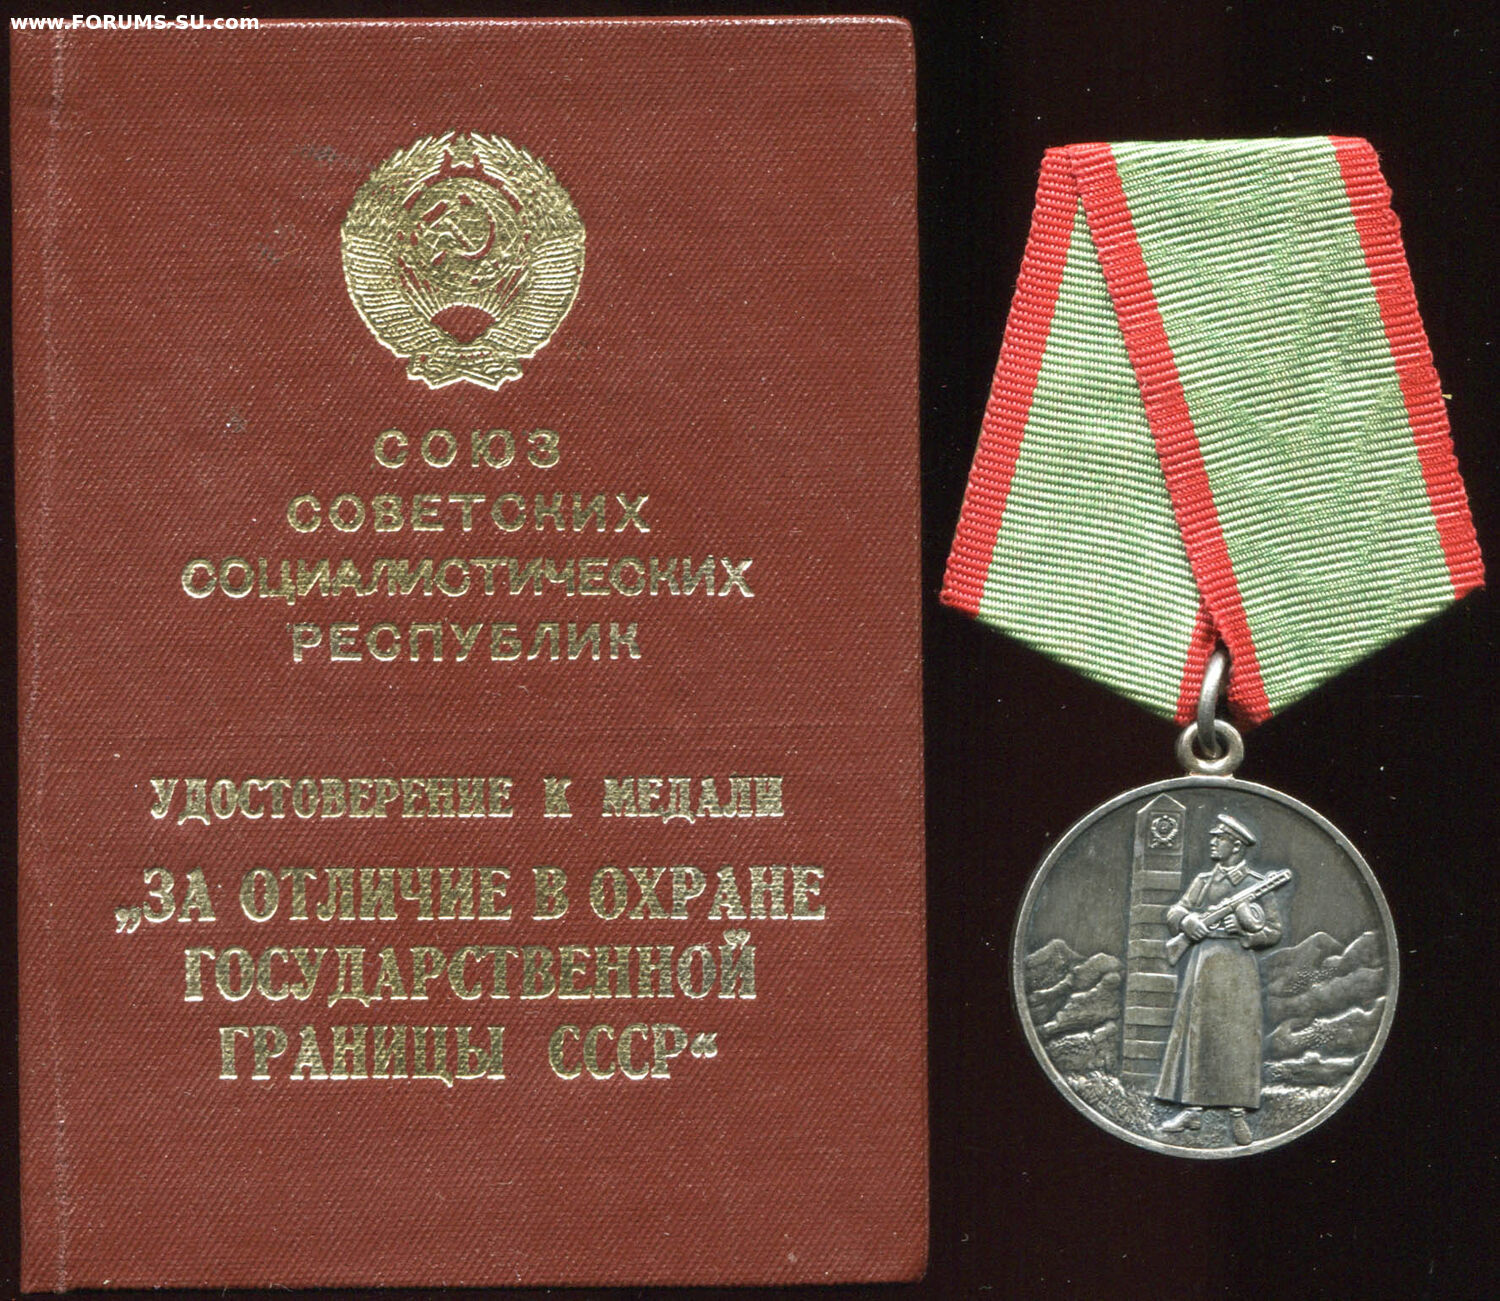 www.FORUMS-SU.com
СОЮЗ
СОВЕТСКИХ
СОЦИАЛИСТИЧЕСКИХ
РЕСПУБЛИК
УДОСТОВЕРЕНИЕ К МЕДАЛИ
„ЗА ОТЛИЧИЕ В ОХРАНЕ
ГОСУДАРСТВЕННОЙ
ГРАНИЦЫ СССР“